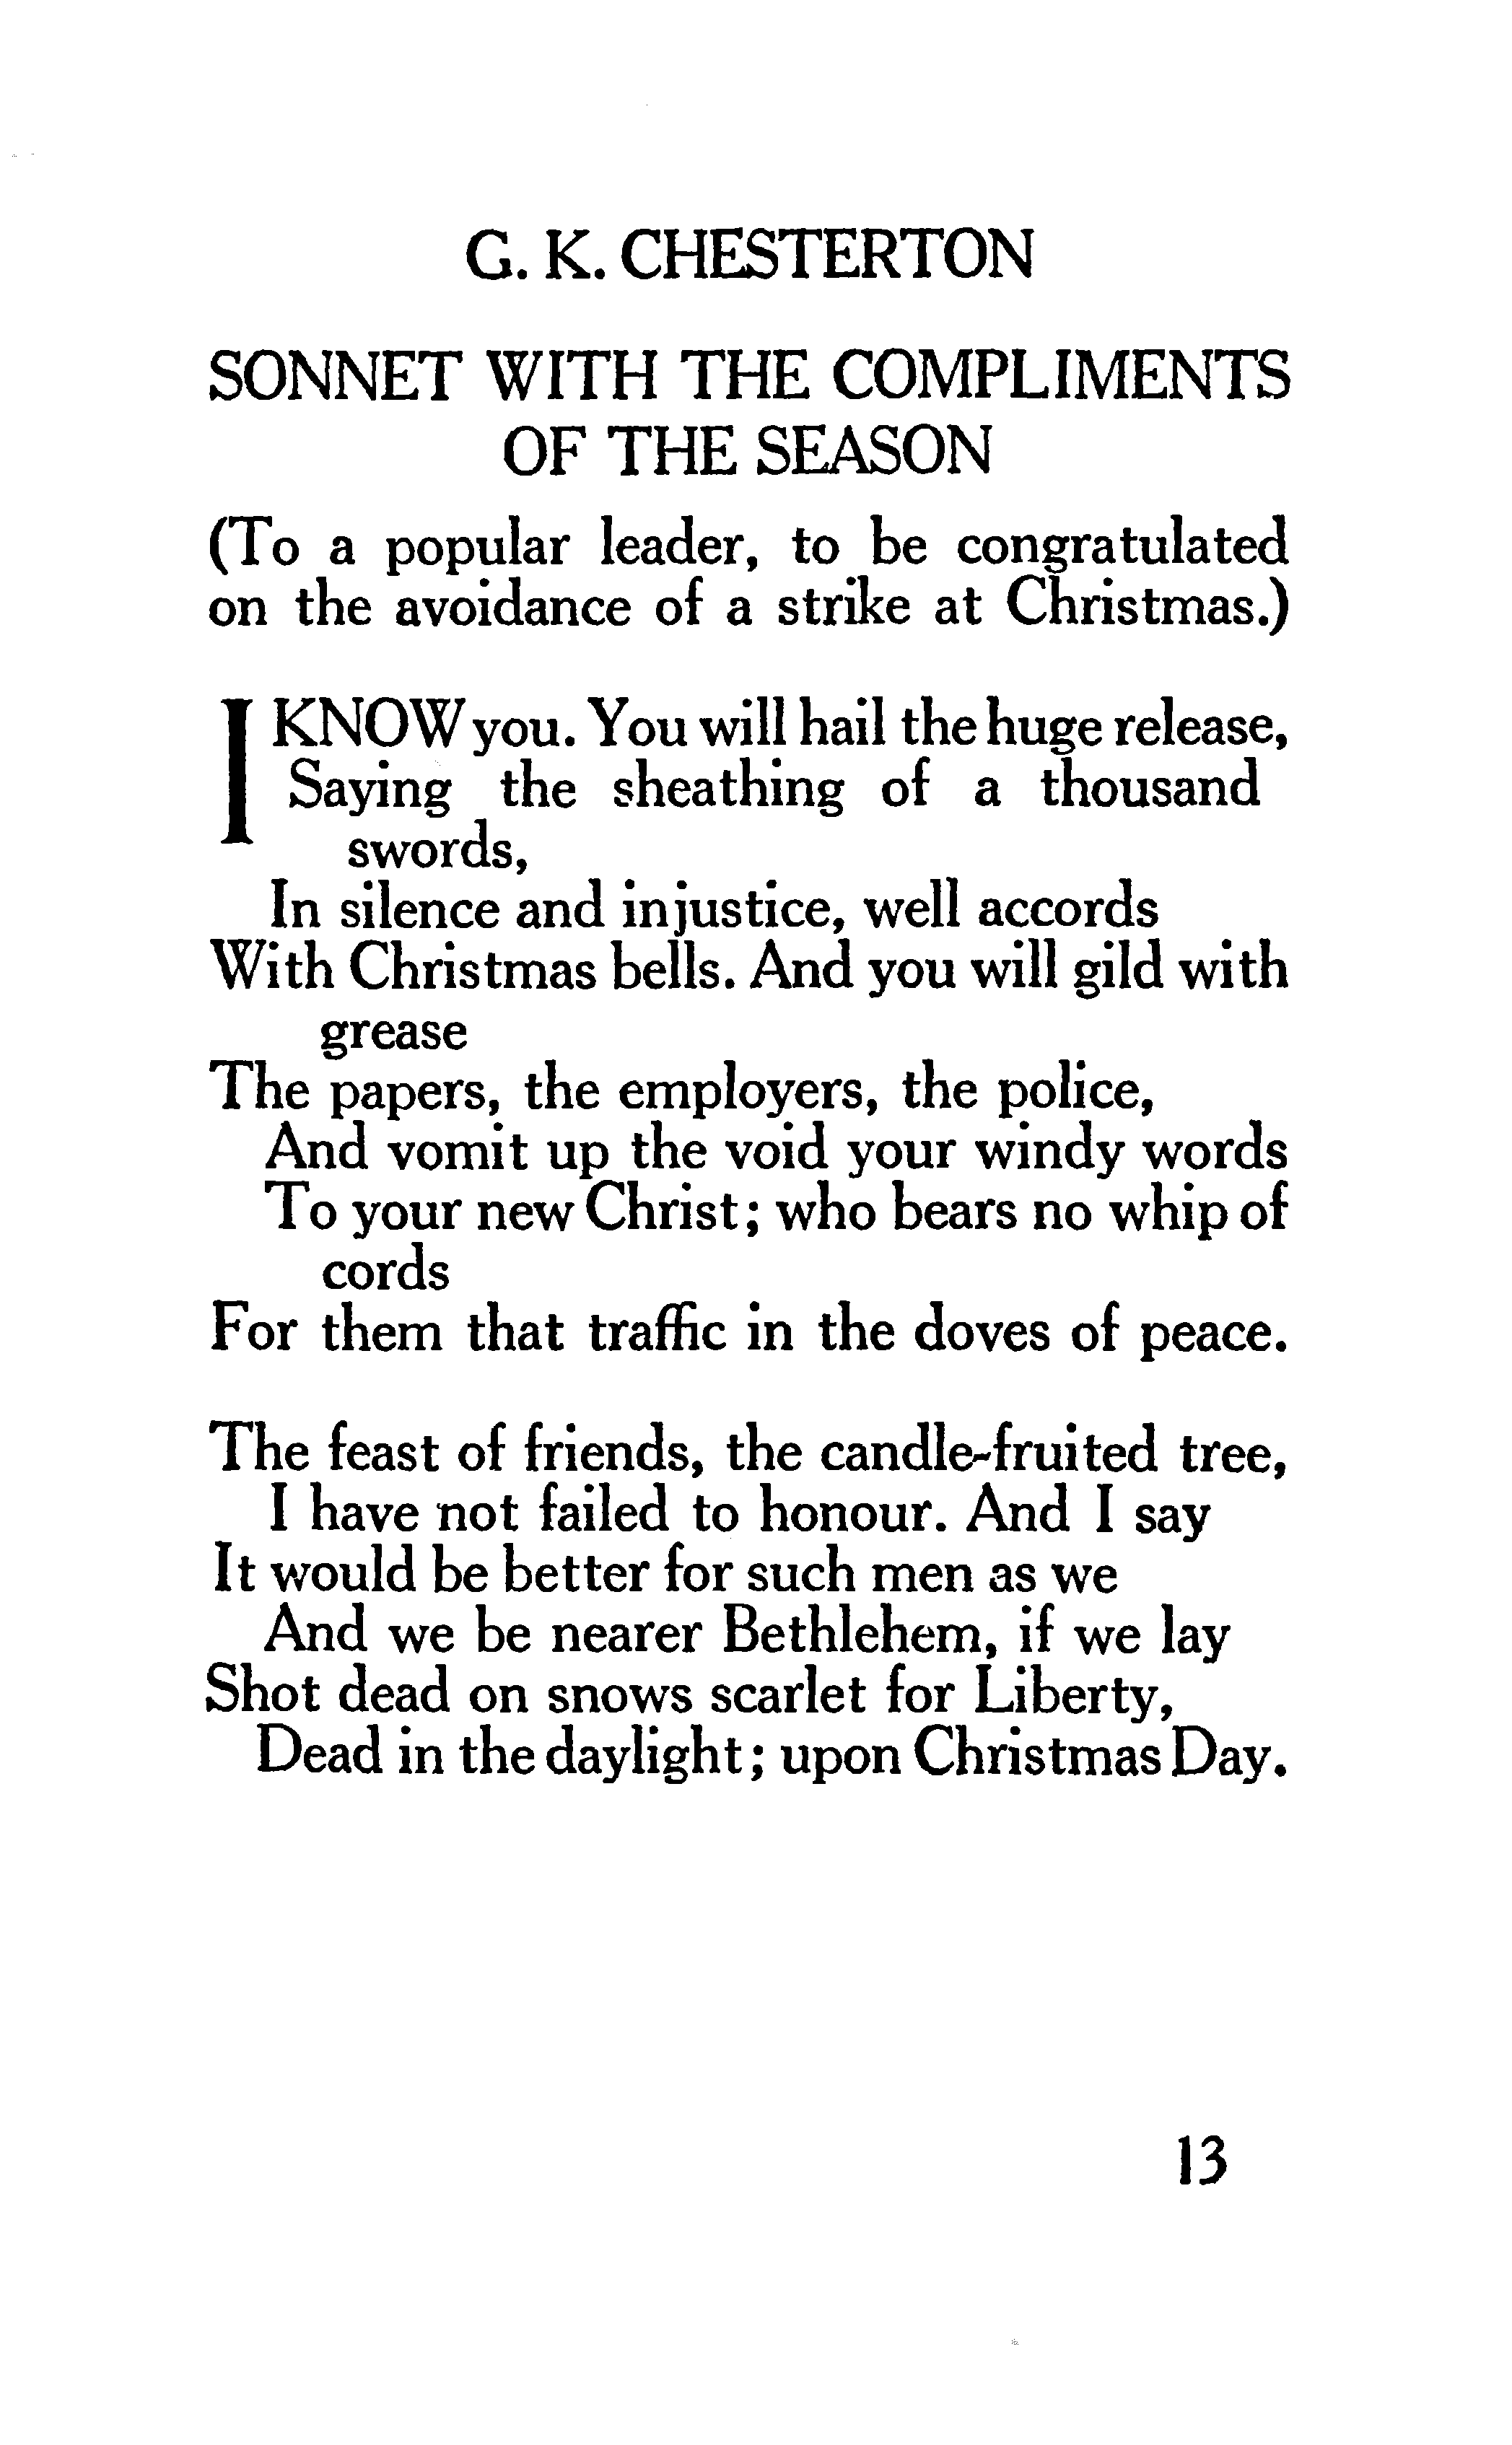 G. K. CHESTERTON
SONNET WITH THE COMPLIMENTS
OF THE SEASON
(To a popular leader, to be congratulated
on the avoidance of a strike at Christmas.)
I KNOW you. You will hail the huge release,
Saying the sheathing of a thousand
swords,
In silence and injustice, well accords
With Christmas bells. And you will gild with
grease
The papers, the employers, the police,
And vomit up the void your windy words
To your new Christ; who bears no whip of
cords
For them that traffic in the doves of peace.
The feast of friends, the candle-fruited tree,
I have not failed to honour. And I say
It would be better for such men as we
And we be nearer Bethlehem, if we lay
Shot dead on snows scarlet for Liberty,
Dead in the daylight; upon Christmas Day.
13